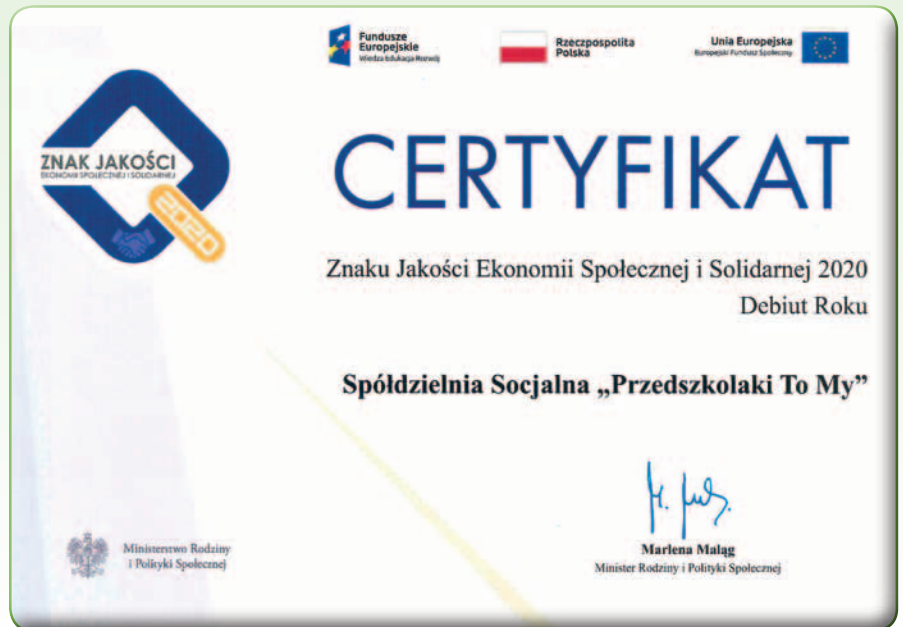 Fundusze
Europejskie
Wiedza Edukacja Rozwój
Rzeczpospolita
Polska
Unia Europejska
Europejski Fundusz Społeczny
ZNAK JAKOŚCI
EKONOMII SPOŁECZNEJ I SOLIDARNEJ
2020
CERTYFIKAT
Znaku Jakości Ekonomii Społecznej i Solidarnej 2020
Debiut Roku
Spółdzielnia Socjalna „Przedszkolaki To My”
Marlena Maląg
Minister Rodziny i Polityki Społecznej
Ministerstwo Rodziny
i Polityki Społecznej